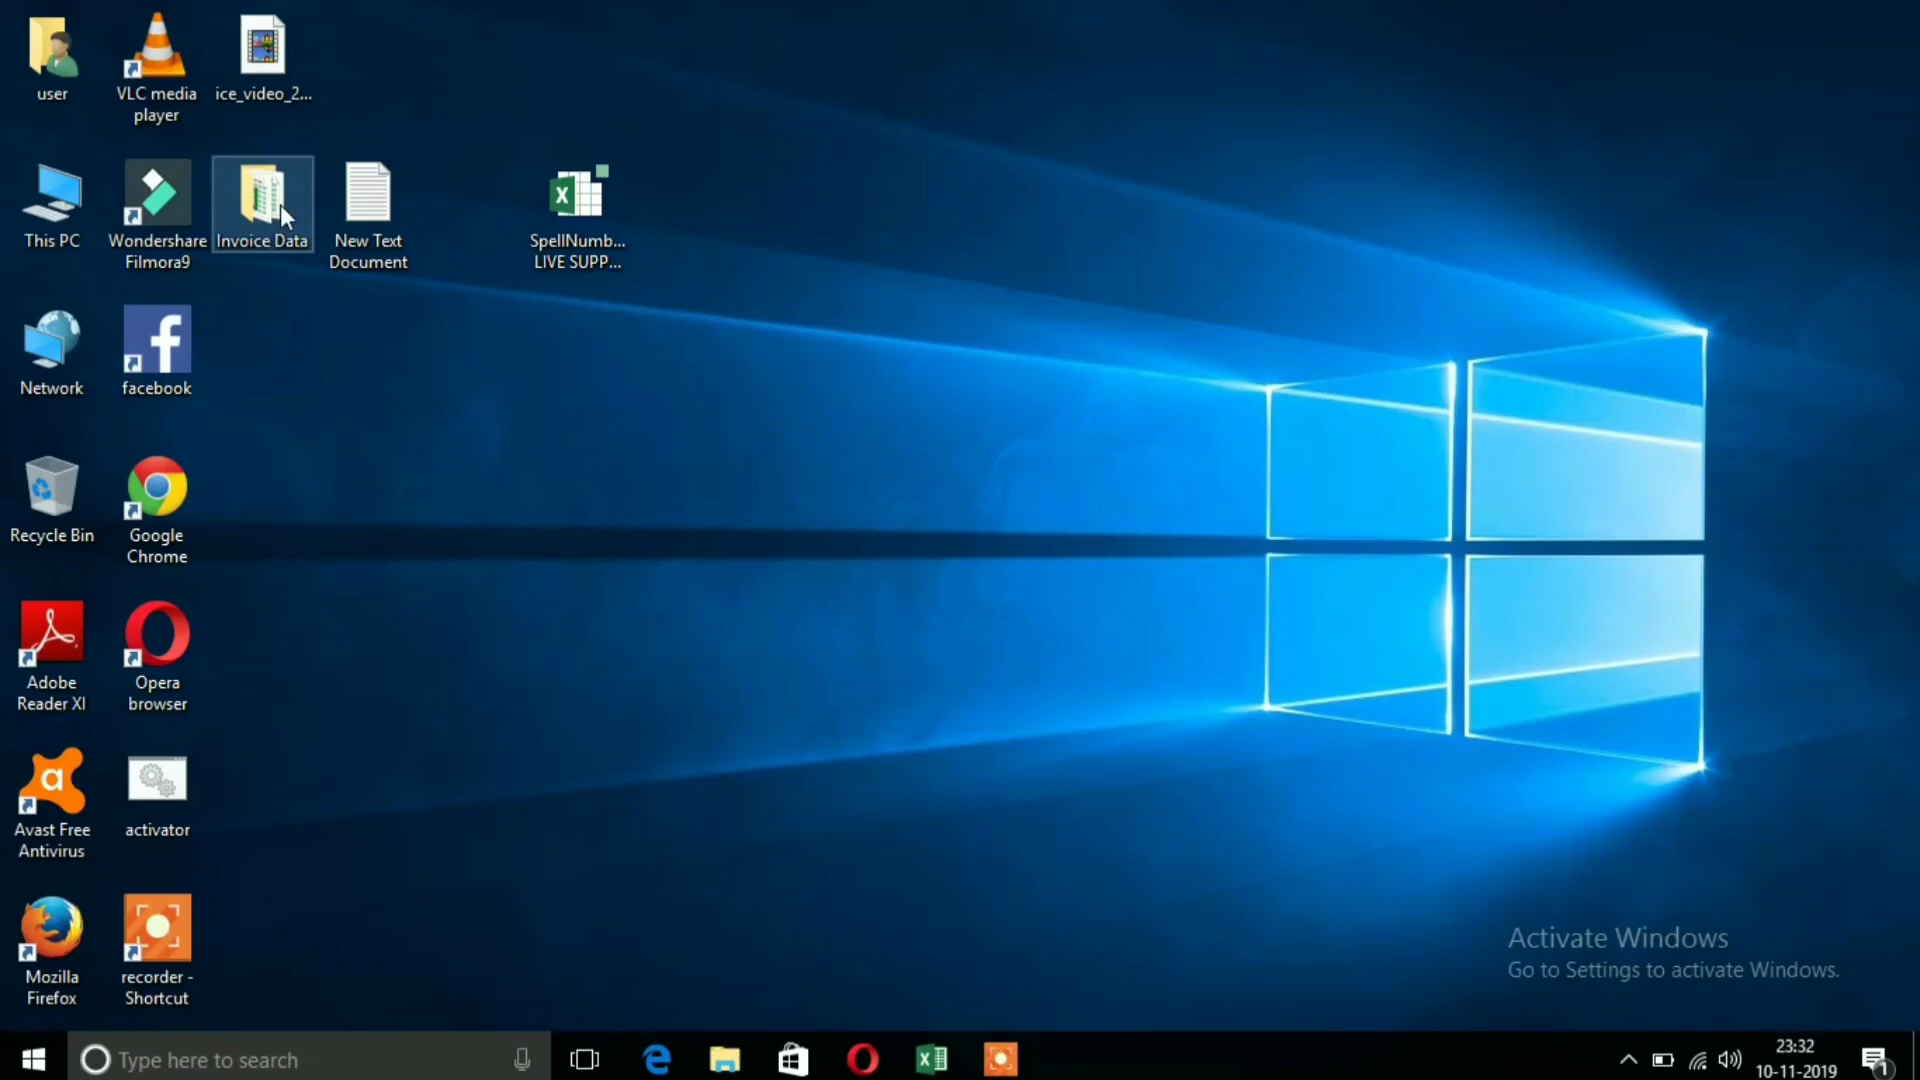 user
VLC media
player
ice_video_2...
This PC
Wondershare
Filmora9
Invoice Data
New Text
Document
SpellNumb...
LIVE SUPP...
Network
facebook
Recycle Bin
Google
Chrome
Adobe
Reader XI
Opera
browser
Avast Free
Antivirus
activator
Mozilla
Firefox
recorder -
Shortcut
Activate Windows
Go to Settings to activate Windows.
Type here to search
23:32
10-11-2019
1